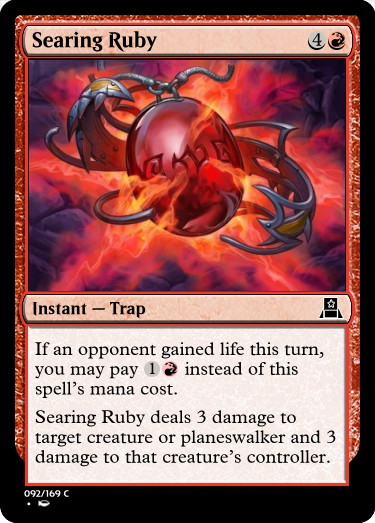 Searing Ruby 4
Instant — Trap
If an opponent gained life this turn,
you may pay 1 instead of this
spell's mana cost.
Searing Ruby deals 3 damage to
target creature or planeswalker and 3
damage to that creature's controller.
092/169 C